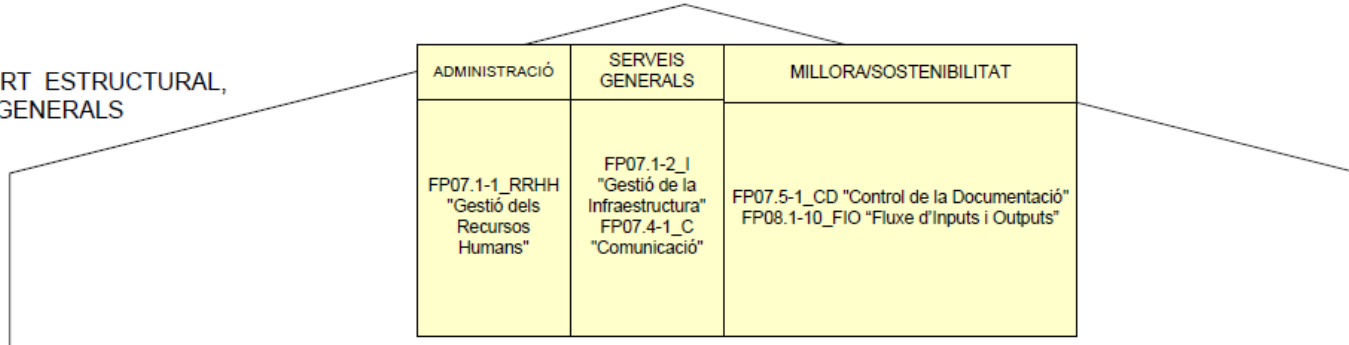 RT ESTRUCTURAL,
GENERALS
ADMINISTRACIÓ
SERVEIS
GENERALS
MILLORA/SOSTENIBILITAT
FP07.1-1_RRHH
"Gestió dels
Recursos
Humans"
FP07.1-2_I
"Gestió de la
Infraestructura"
FP07.4-1_C
"Comunicació"
FP07.5-1_CD "Control de la Documentació"
FP08.1-10_FIO “Fluxe d’Inputs i Outputs”